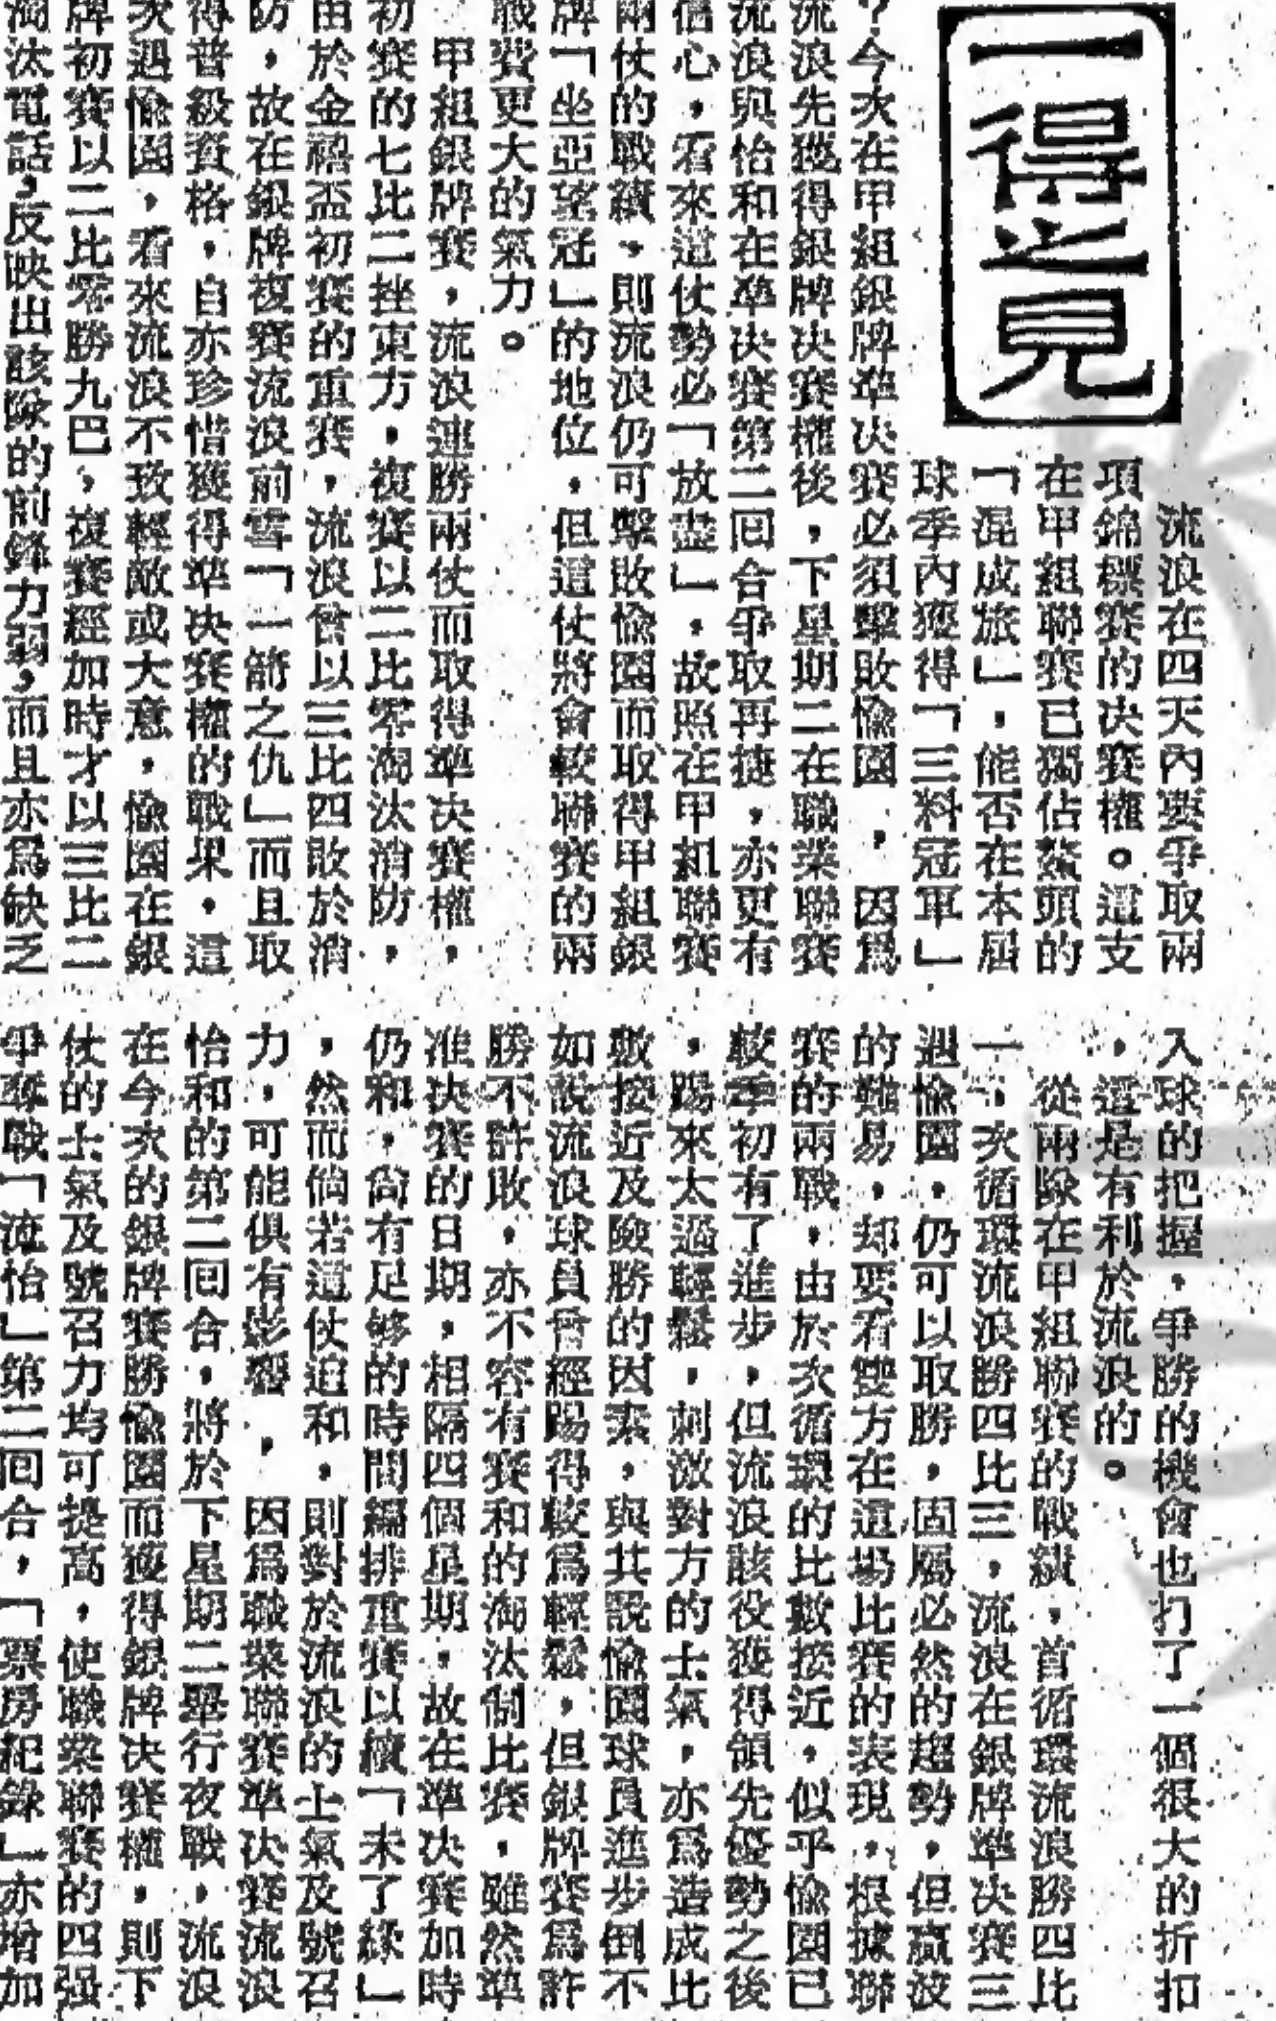 一得之見
流浪在四天內要爭取兩
項錦標賽的决賽權。這支
在甲組聯賽已獨佔鰲頭的
「混成旅」，能否在本屆
球季內獲得「三料冠軍」
？今次在甲組銀牌準决賽必須擊敗愉園，因爲
流浪先獲得銀牌决賽權後，下星期二在職業聯賽
流浪與怡和在準决賽第二囘合爭取再捷，亦更有
信心，看來這仗勢必「放盡」，故照在甲組聯賽
兩仗的戰績，則流浪仍可擊敗愉園而取得甲組銀
牌「坐亞望冠」的地位，但這仗將會較聯賽的兩
戰費更大的氣力。
甲組銀牌賽，流浪連勝兩仗而取得準决賽權，
初賽的七比二挫東方，複賽以二比零淘汰消防，
由於金禧盃初賽的重賽，流浪曾以三比四敗於消
防，故在銀牌複賽流浪前雪「一箭之仇」而且取
得普級資格，自亦珍惜獲得準决賽權的戰果，這
次遇愉園，看來流浪不致輕敵或大意，愉園在銀
牌初賽以二比零勝九巴，複賽經加時才以三比二
淘汰電話，反映出該隊的前鋒力弱，而且亦爲缺乏
入球的把握，爭勝的機會也打了一個很大的折扣
，這是有利於流浪的。
從兩隊在甲組聯賽的戰績，首循環流浪勝四比
一，次循環流浪勝四比三，流浪在銀牌準决賽三
遇愉園，仍可以取勝，固屬必然的趨勢，但贏波
的難易，却要看雙方在這場比賽的表現，根據聯
賽的兩戰，由於次循環的比數接近，似乎愉園已
較季初有了進步，但流浪該役獲得領先優勢之後
，踢來太過輕鬆，刺激對方的士氣，亦爲造成比
數接近及險勝的因素，與其說愉園球員進步倒不
如說流浪球員曾經踢得較爲輕鬆，但銀牌賽爲許
勝不許敗，亦不容有賽和的淘汰制比賽，雖然準
准决賽的日期，相隔四個星期，故在準决賽加時
仍和，尙有足够的時間編排重賽以續「未了緣」
，然而倘若這仗迫和，則對於流浪的士氣及號召
力，可能俱有影響，因爲職業聯賽準决賽流浪
怡和的第二囘合，將於下星期二舉行夜戰，流浪
在今次的銀牌賽勝愉園而獲得銀牌决賽權，則下
仗的士氣及號召力均可提高，使職業聯賽的四强
爭奪戰「流怡」第二囘合，「票房紀錄」亦增加